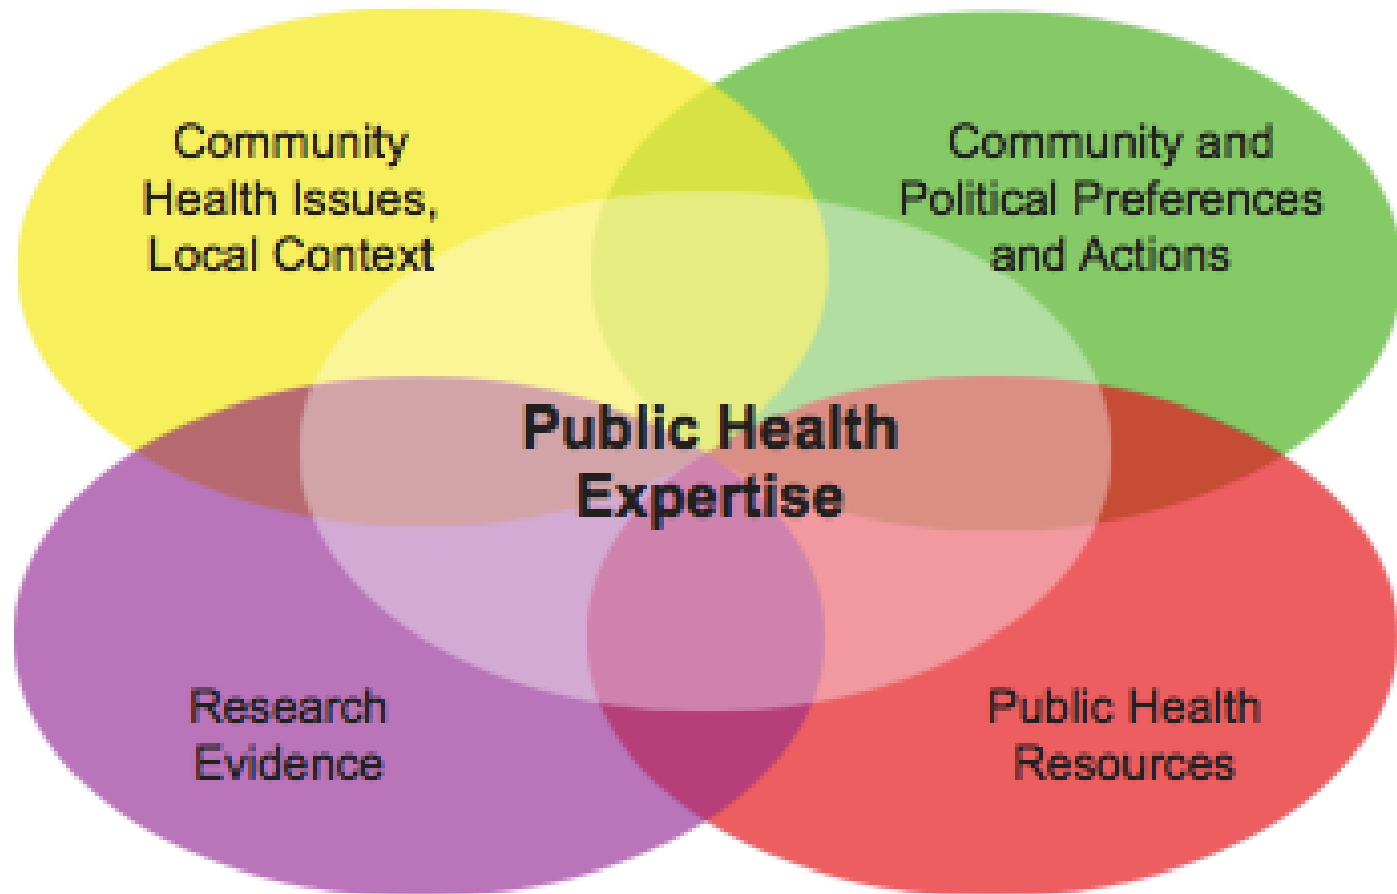 Community
Health Issues,
Local Context
Community and
Political Preferences
and Actions
Public Health
Expertise
Research
Evidence
Public Health
Resources